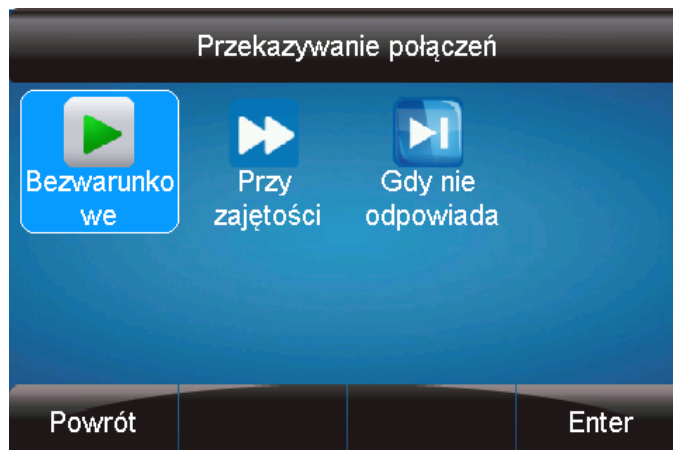 Przekazywanie połączeń
Bezwarunko
we
Przy
zajętości
Gdy nie
odpowiada
Powrót
Enter